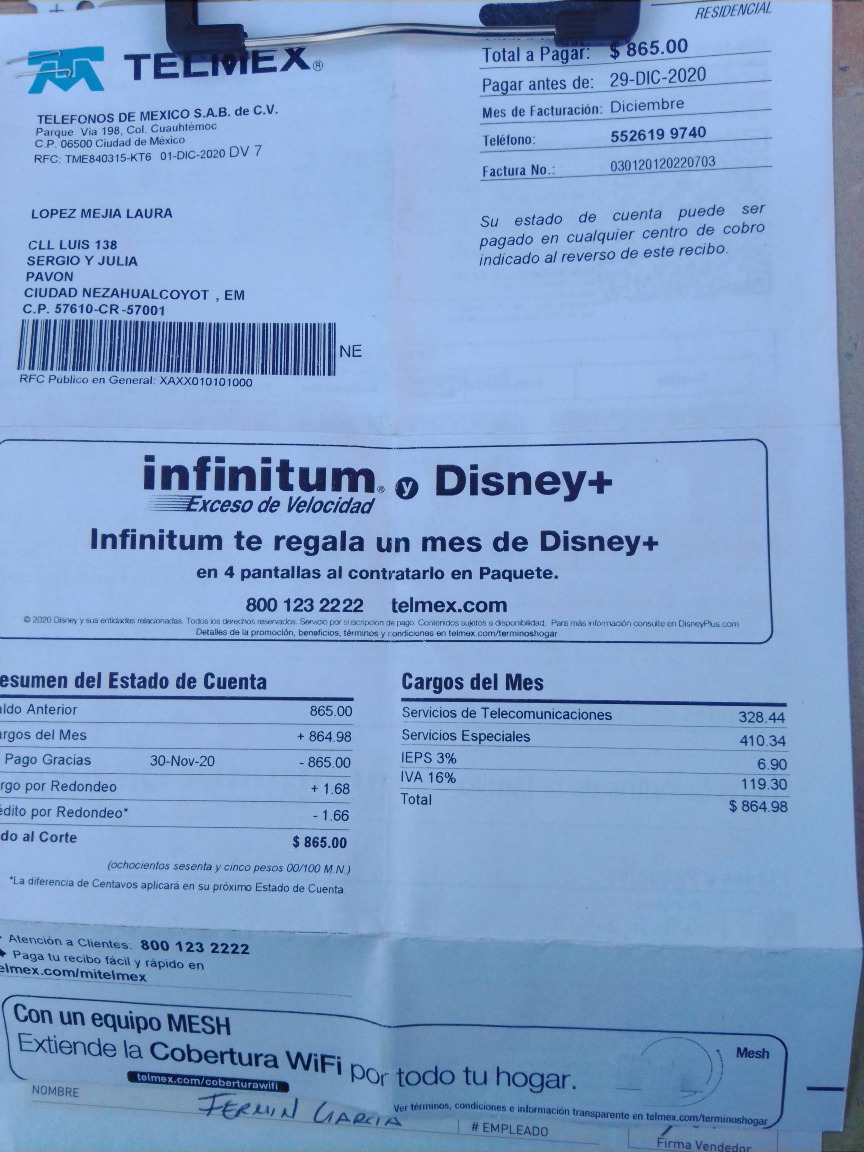 RESIDENCIAL
TELMEX®
TELEFONOS DE MEXICO S.A.B. de C.V.
Parque Via 198, Col. Cuauhtémoc
C.P. 06500 Ciudad de México
RFC: TME840315-KT6 01-DIC-2020 DV 7
Total a Pagar: $ 865.00
Pagar antes de: 29-DIC-2020
Mes de Facturación: Diciembre
Teléfono: 552619 9740
Factura No.: 030120120220703
Su estado de cuenta puede ser
pagado en cualquier centro de cobro
indicado al reverso de este recibo.
LOPEZ MEJIA LAURA
CLL LUIS 138
SERGIO Y JULIA
PAVON
CIUDAD NEZAHUALCOYOT , EM
C.P. 57610-CR-57001
NE
RFC Público en General: XAXX010101000
infinitum® y Disney+
Exceso de Velocidad
Infinitum te regala un mes de Disney+
en 4 pantallas al contratarlo en Paquete.
800 123 2222 telmex.com
© 2020 Disney y sus entidades relacionadas. Todos los derechos reservados. Servicio por suscripción de pago. Contenidos sujetos a disponibilidad. Para más información consulte en DisneyPlus.com
Detalles de la promoción, beneficios, términos y condiciones en telmex.com/terminoshogar
esumen del Estado de Cuenta
ldo Anterior 865.00
rgos del Mes + 864.98
Pago Gracias 30-Nov-20 - 865.00
rgo por Redondeo + 1.68
édito por Redondeo* - 1.66
do al Corte $ 865.00
(ochocientos sesenta y cinco pesos 00/100 M.N.)
*La diferencia de Centavos aplicará en su próximo Estado de Cuenta.
Cargos del Mes
Servicios de Telecomunicaciones 328.44
Servicios Especiales 410.34
IEPS 3% 6.90
IVA 16% 119.30
Total $ 864.98
Atención a Clientes: 800 123 2222
Paga tu recibo fácil y rápido en
elmex.com/mitelmex
Con un equipo MESH
Extiende la Cobertura WiFi por todo tu hogar.
Mesh
telmex.com/coberturawifi
Ver términos, condiciones e información transparente en telmex.com/terminoshogar
NOMBRE
FERMIN GARCIA
# EMPLEADO
Firma Vendedor